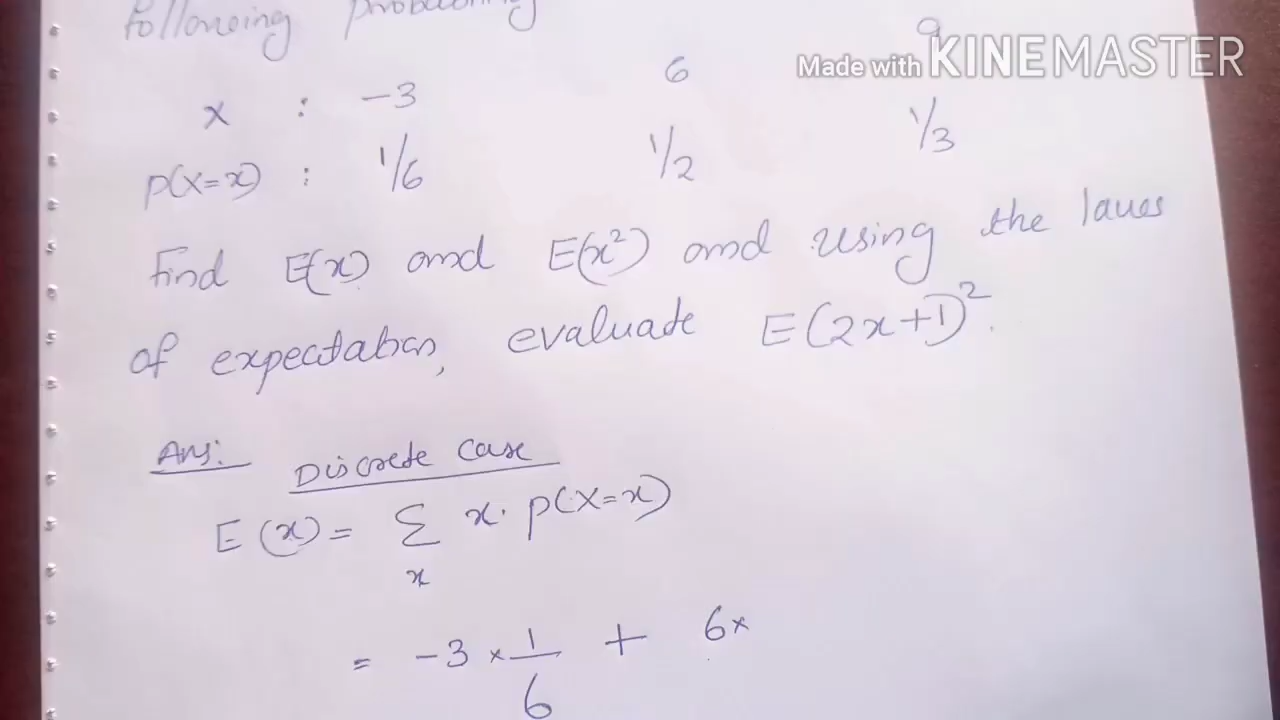 Following
9
Made with KINEMASTER
x : -3 6
p(X=x) : 1/6 1/2 1/3
Find E(x) and E(x²) and using the laws
of expectation, evaluate E(2x+1)².
Ans:
Discrete case
E(x) = Σ x. p(X=x)
x
= -3 × 1/6 + 6×